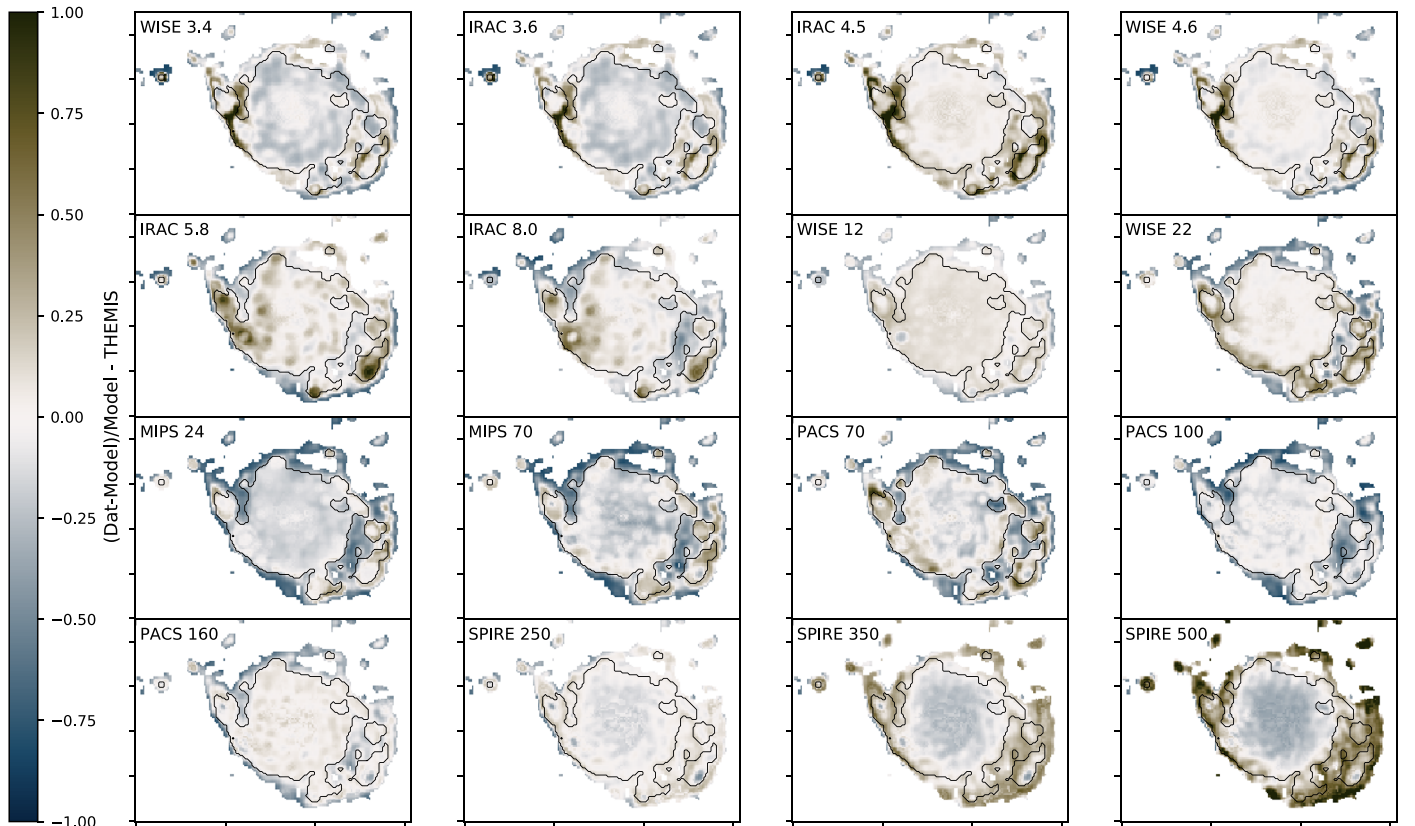 1.00
0.75
0.50
0.25
0.00
−0.25
−0.50
−0.75
−1.00
(Dat-Model)/Model - THEMIS
WISE 3.4
IRAC 3.6
IRAC 4.5
WISE 4.6
IRAC 5.8
IRAC 8.0
WISE 12
WISE 22
MIPS 24
MIPS 70
PACS 70
PACS 100
PACS 160
SPIRE 250
SPIRE 350
SPIRE 500